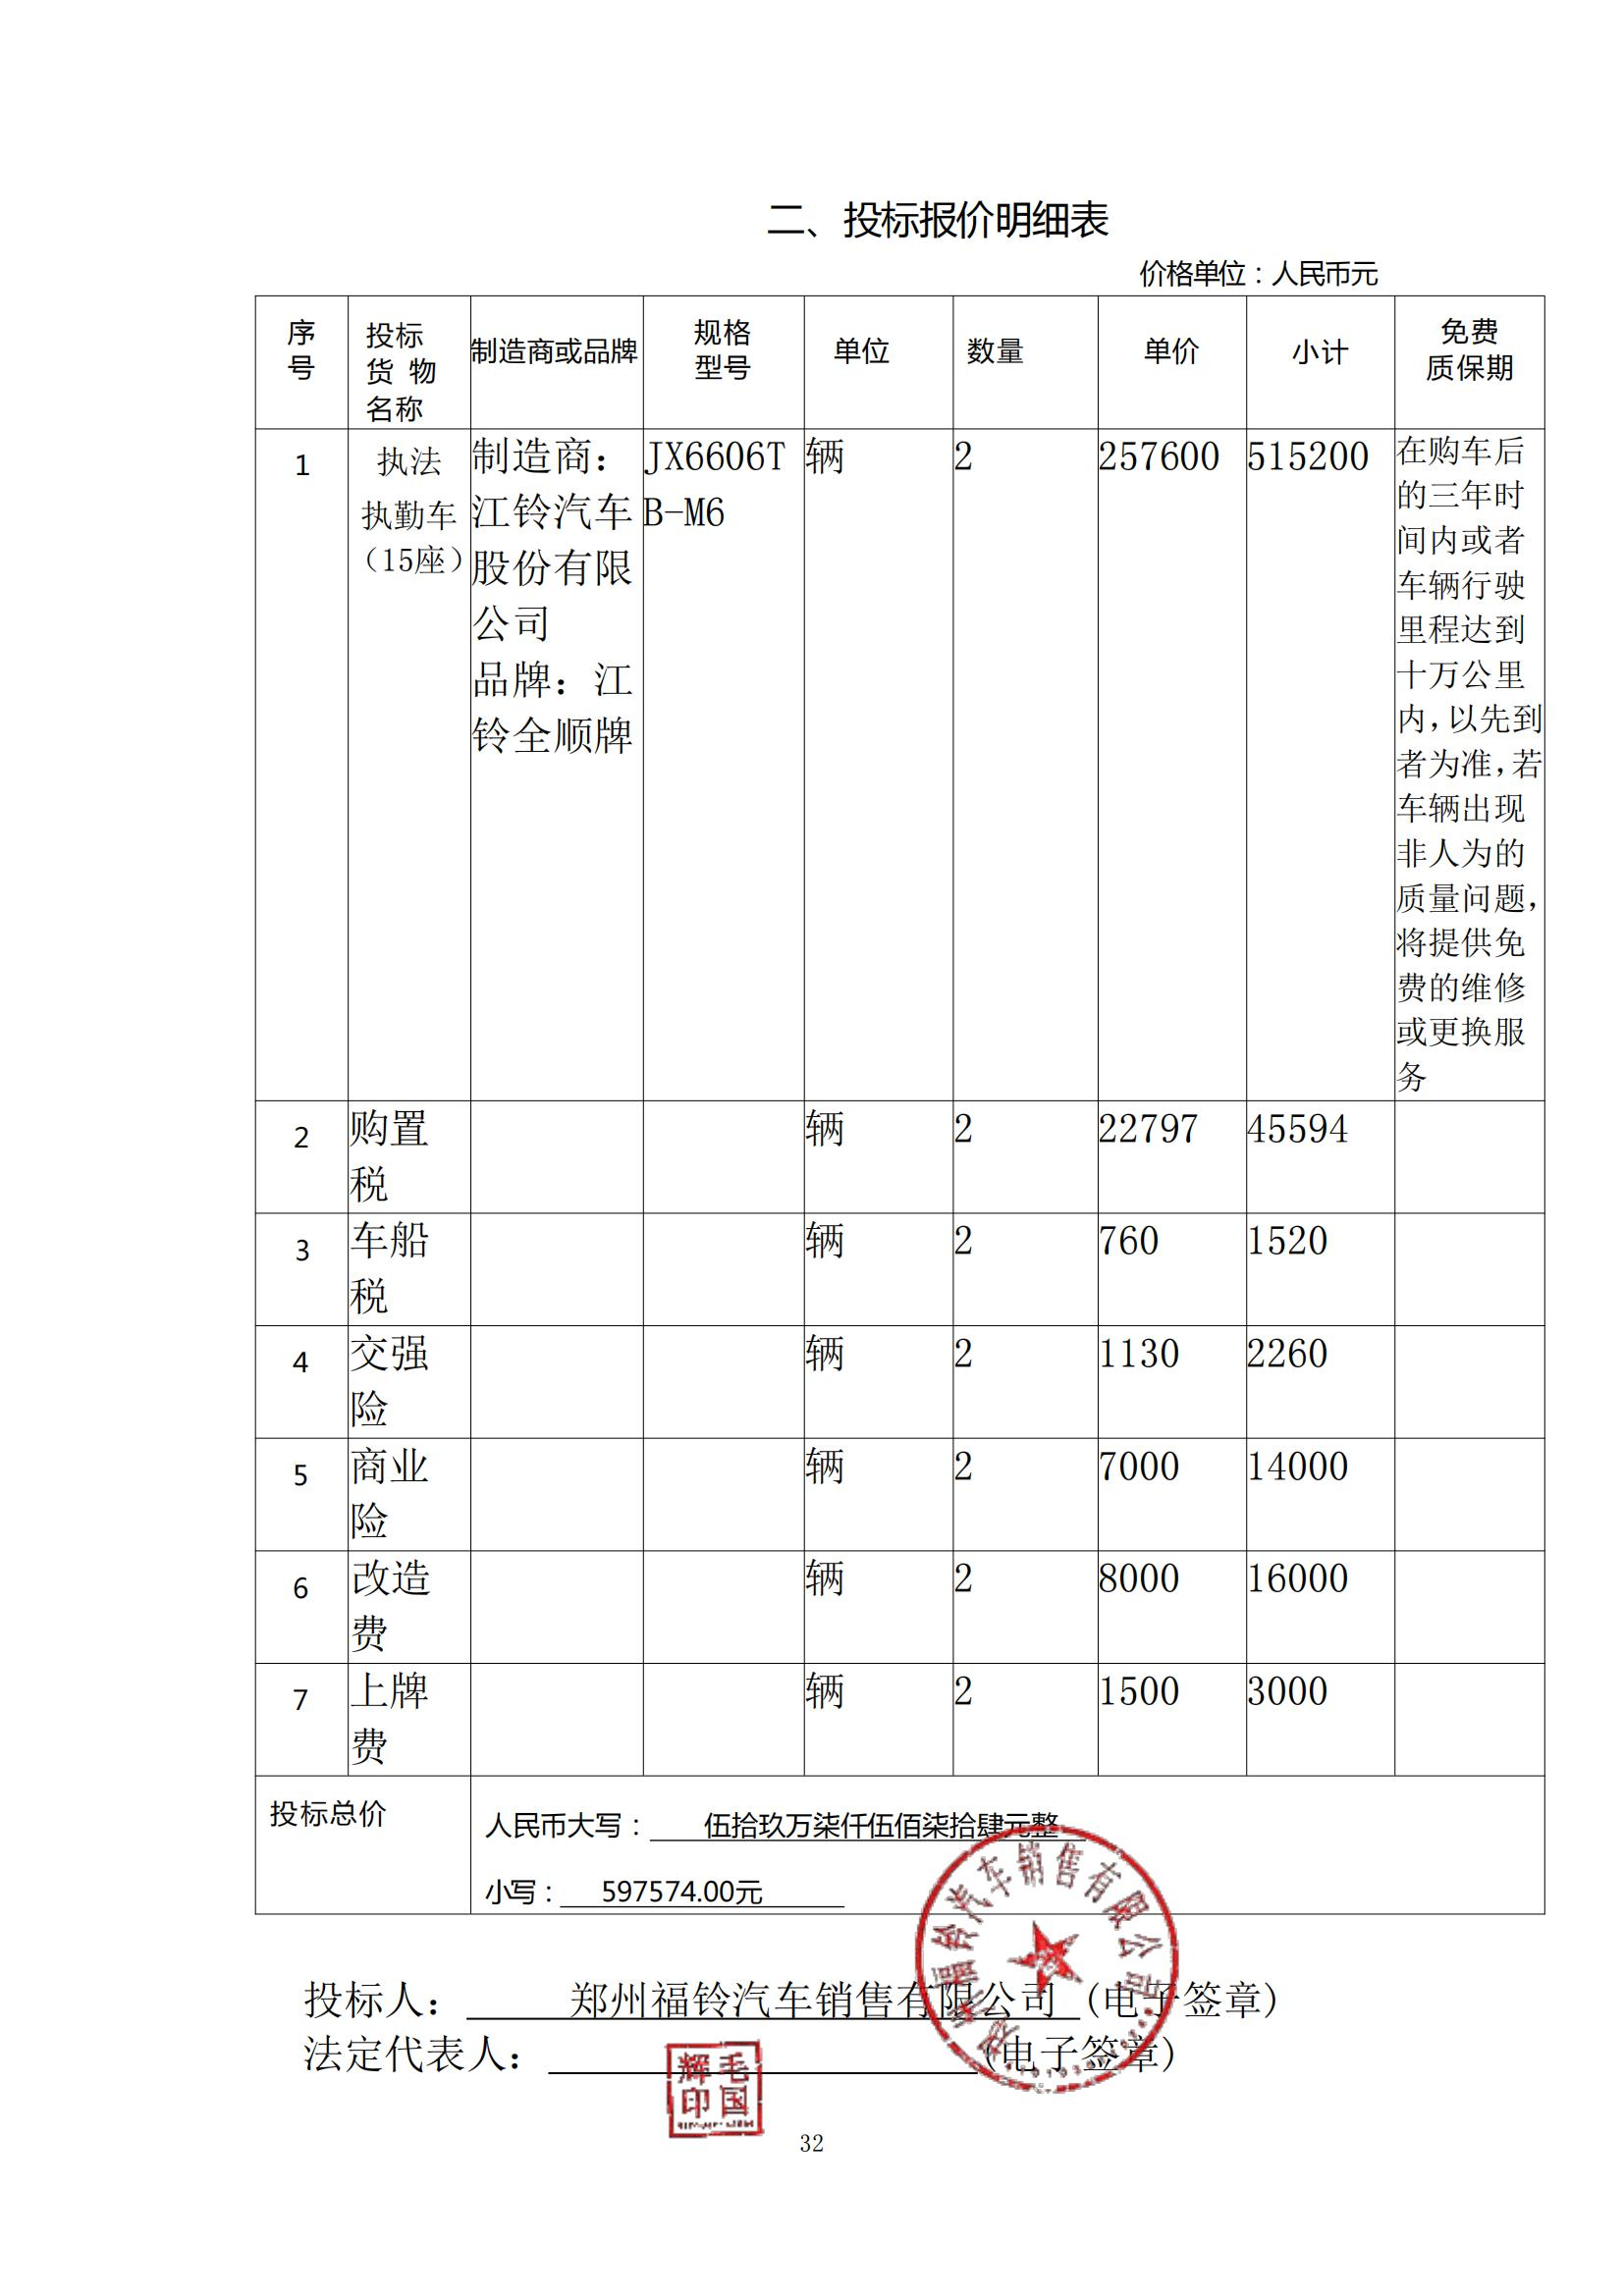 二、投标报价明细表
价格单位：人民币元
序号 投标货 物名称 制造商或品牌 规格型号 单位 数量 单价 小计 免费质保期
1 执法执勤车（15座） 制造商：江铃汽车股份有限公司 品牌：江铃全顺牌 JX6606TB-M6 辆 2 257600 515200 在购车后的三年时间内或者车辆行驶里程达到十万公里内，以先到者为准，若车辆出现非人为的质量问题，将提供免费的维修或更换服务
2 购置税 辆 2 22797 45594
3 车船税 辆 2 760 1520
4 交强险 辆 2 1130 2260
5 商业险 辆 2 7000 14000
6 改造费 辆 2 8000 16000
7 上牌费 辆 2 1500 3000
投标总价 人民币大写：伍拾玖万柒仟伍佰柒拾肆元整
小写：597574.00元
投标人：郑州福铃汽车销售有限公司 (电子签章)
法定代表人：(电子签章)
郑州福铃汽车销售有限公司
毛国辉印
32